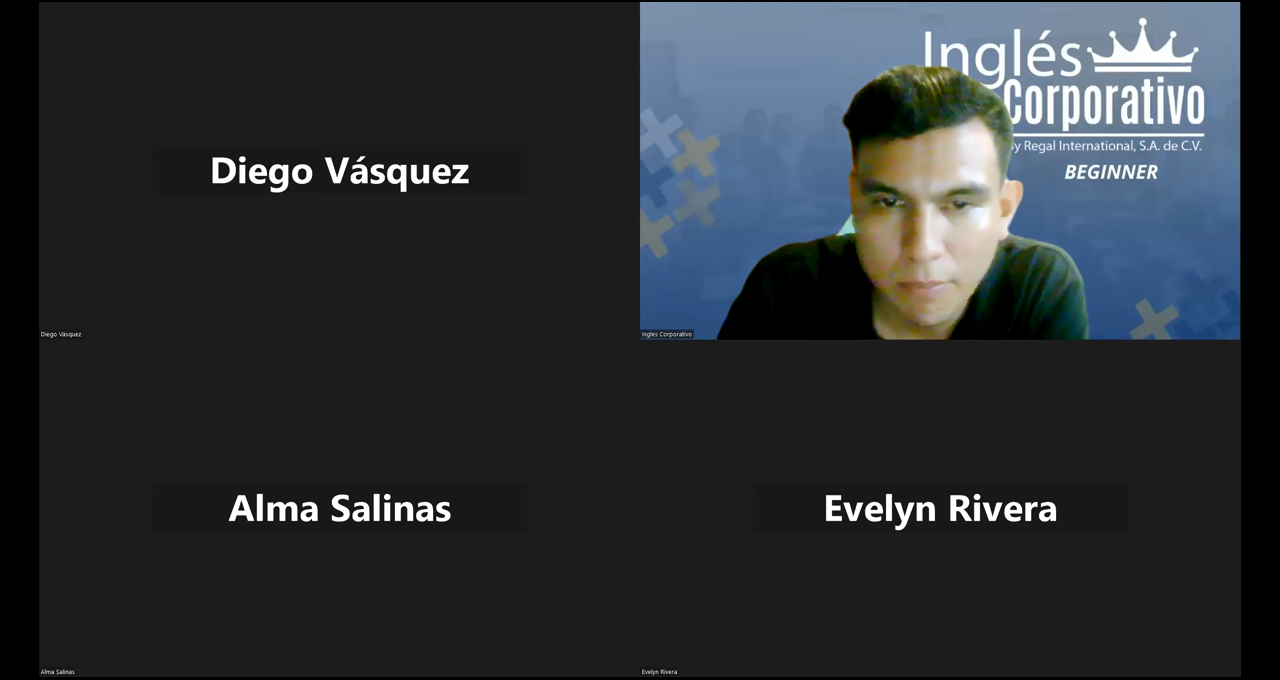 Diego Vásquez
Diego Vásquez
Inglés
Corporativo
by Regal International, S.A. de C.V.
BEGINNER
Ingles Corporativo
Alma Salinas
Alma Salinas
Evelyn Rivera
Evelyn Rivera